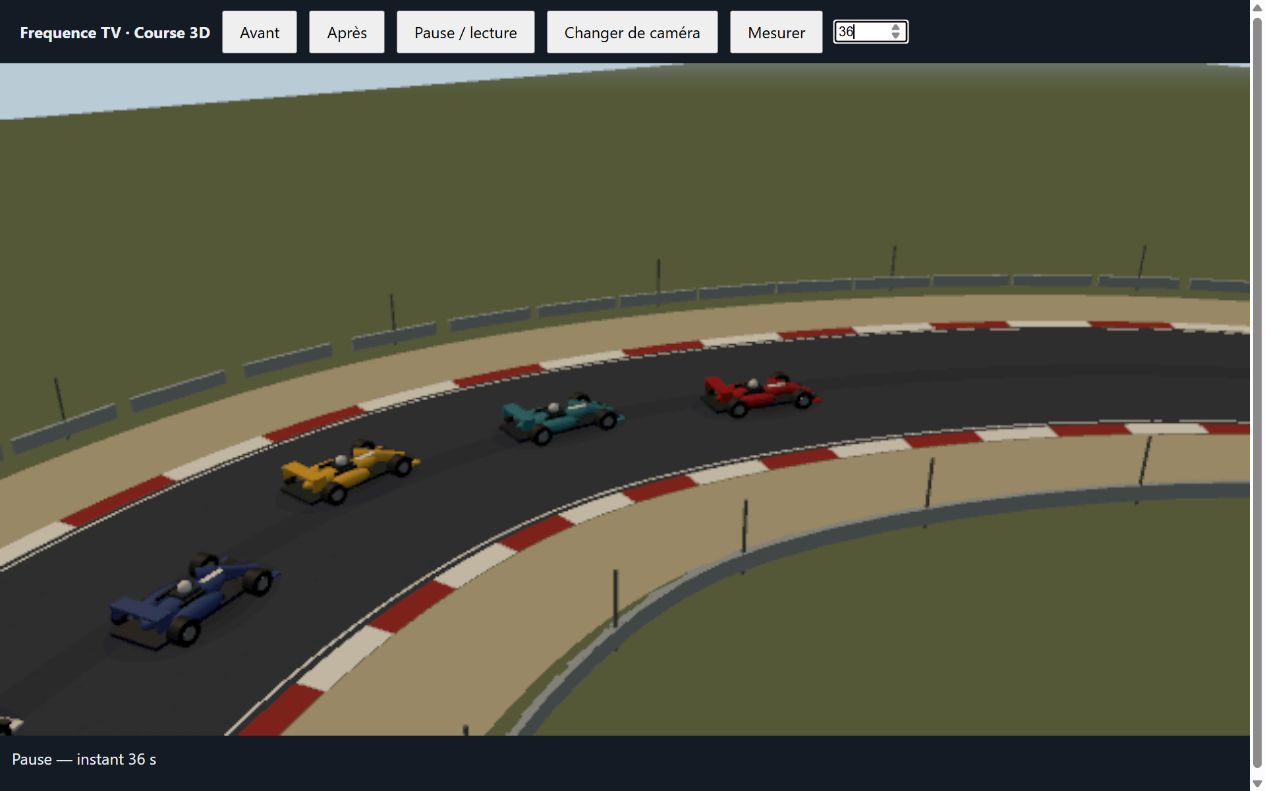 Frequence TV · Course 3D Avant Après Pause / lecture Changer de caméra Mesurer 36
Pause — instant 36 s